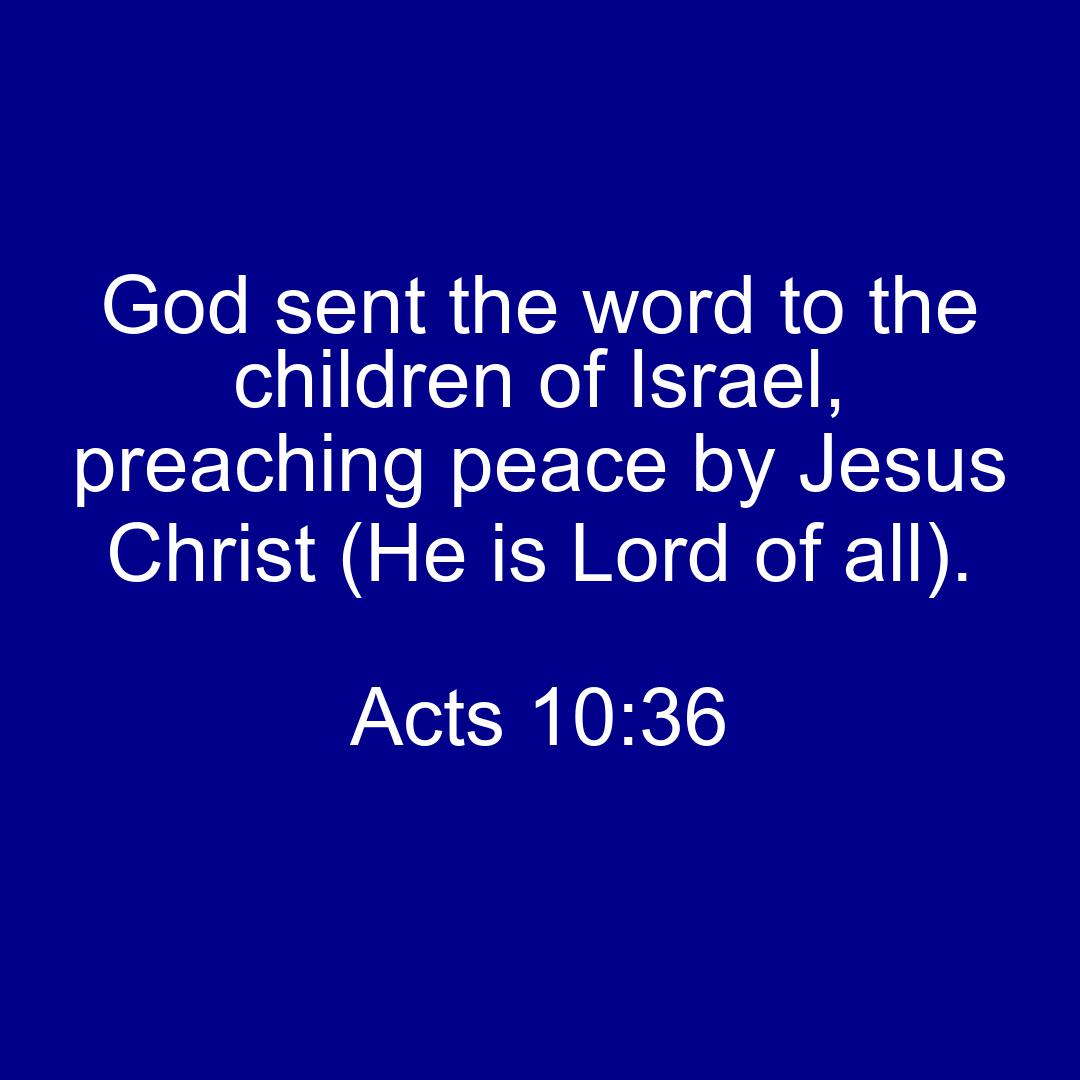 God sent the word to the
children of Israel,
preaching peace by Jesus
Christ (He is Lord of all).
Acts 10:36